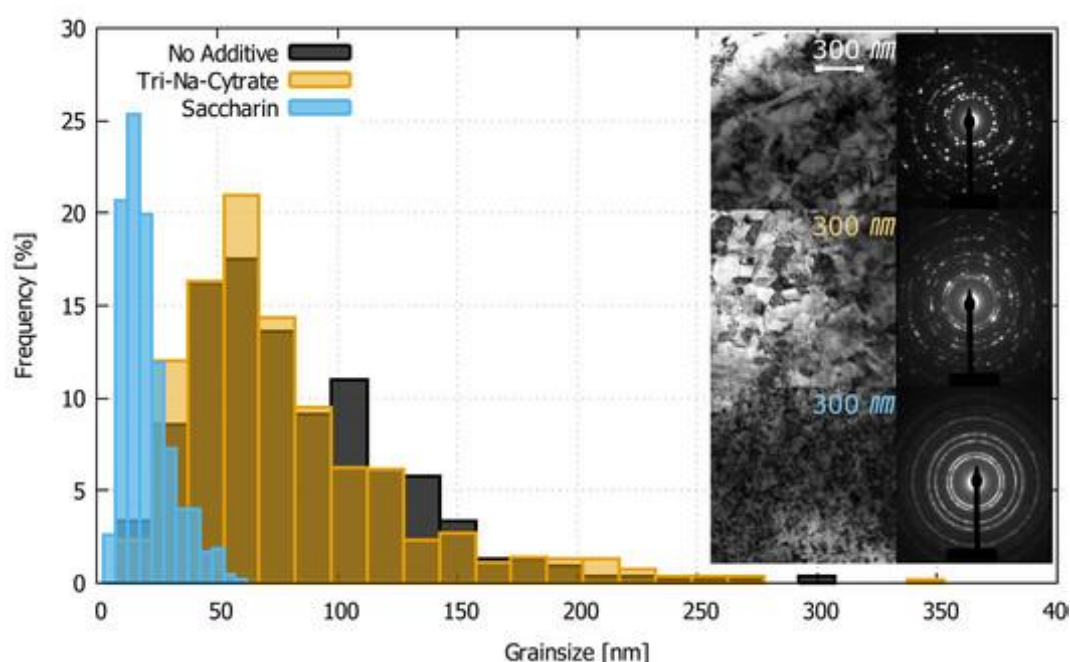 30
25
20
15
10
5
0
Frequency [%]
No Additive
Tri-Na-Cytrate
Saccharin
300 nm
300 nm
300 nm
0 50 100 150 200 250 300 350 40
Grainsize [nm]